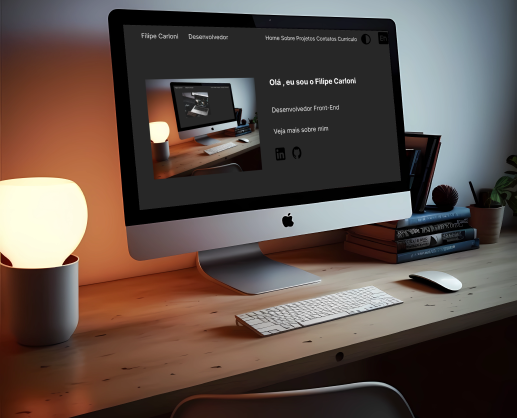 Filipe Carloni Desenvolvedor Home Sobre Projetos Contatos Currículo
Olá , eu sou o Filipe Carloni
Desenvolvedor Front-End
Veja mais sobre mim